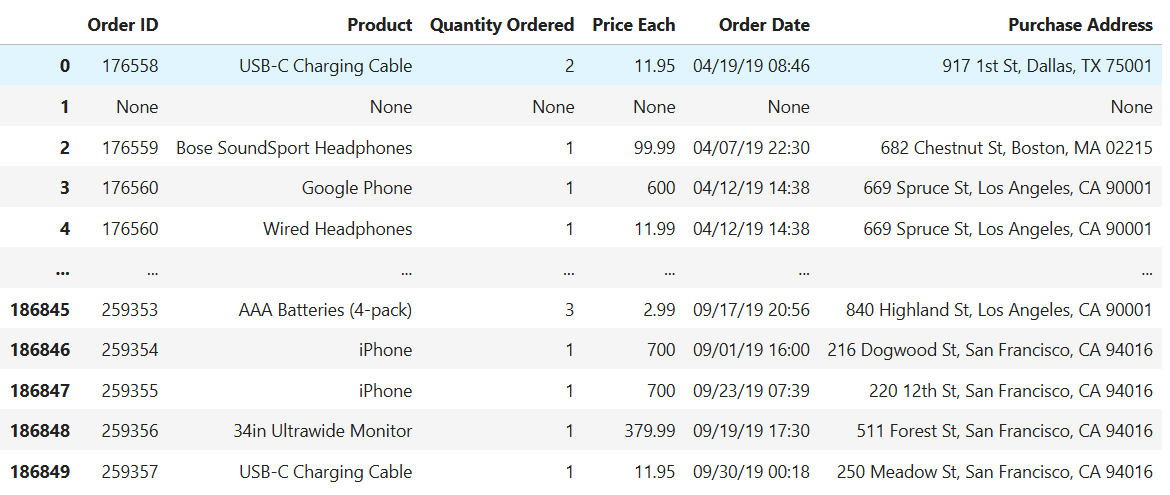 Order ID Product Quantity Ordered Price Each Order Date Purchase Address
0 176558 USB-C Charging Cable 2 11.95 04/19/19 08:46 917 1st St, Dallas, TX 75001
1 None None None None None None
2 176559 Bose SoundSport Headphones 1 99.99 04/07/19 22:30 682 Chestnut St, Boston, MA 02215
3 176560 Google Phone 1 600 04/12/19 14:38 669 Spruce St, Los Angeles, CA 90001
4 176560 Wired Headphones 1 11.99 04/12/19 14:38 669 Spruce St, Los Angeles, CA 90001
... ... ... ... ... ... ...
186845 259353 AAA Batteries (4-pack) 3 2.99 09/17/19 20:56 840 Highland St, Los Angeles, CA 90001
186846 259354 iPhone 1 700 09/01/19 16:00 216 Dogwood St, San Francisco, CA 94016
186847 259355 iPhone 1 700 09/23/19 07:39 220 12th St, San Francisco, CA 94016
186848 259356 34in Ultrawide Monitor 1 379.99 09/19/19 17:30 511 Forest St, San Francisco, CA 94016
186849 259357 USB-C Charging Cable 1 11.95 09/30/19 00:18 250 Meadow St, San Francisco, CA 94016